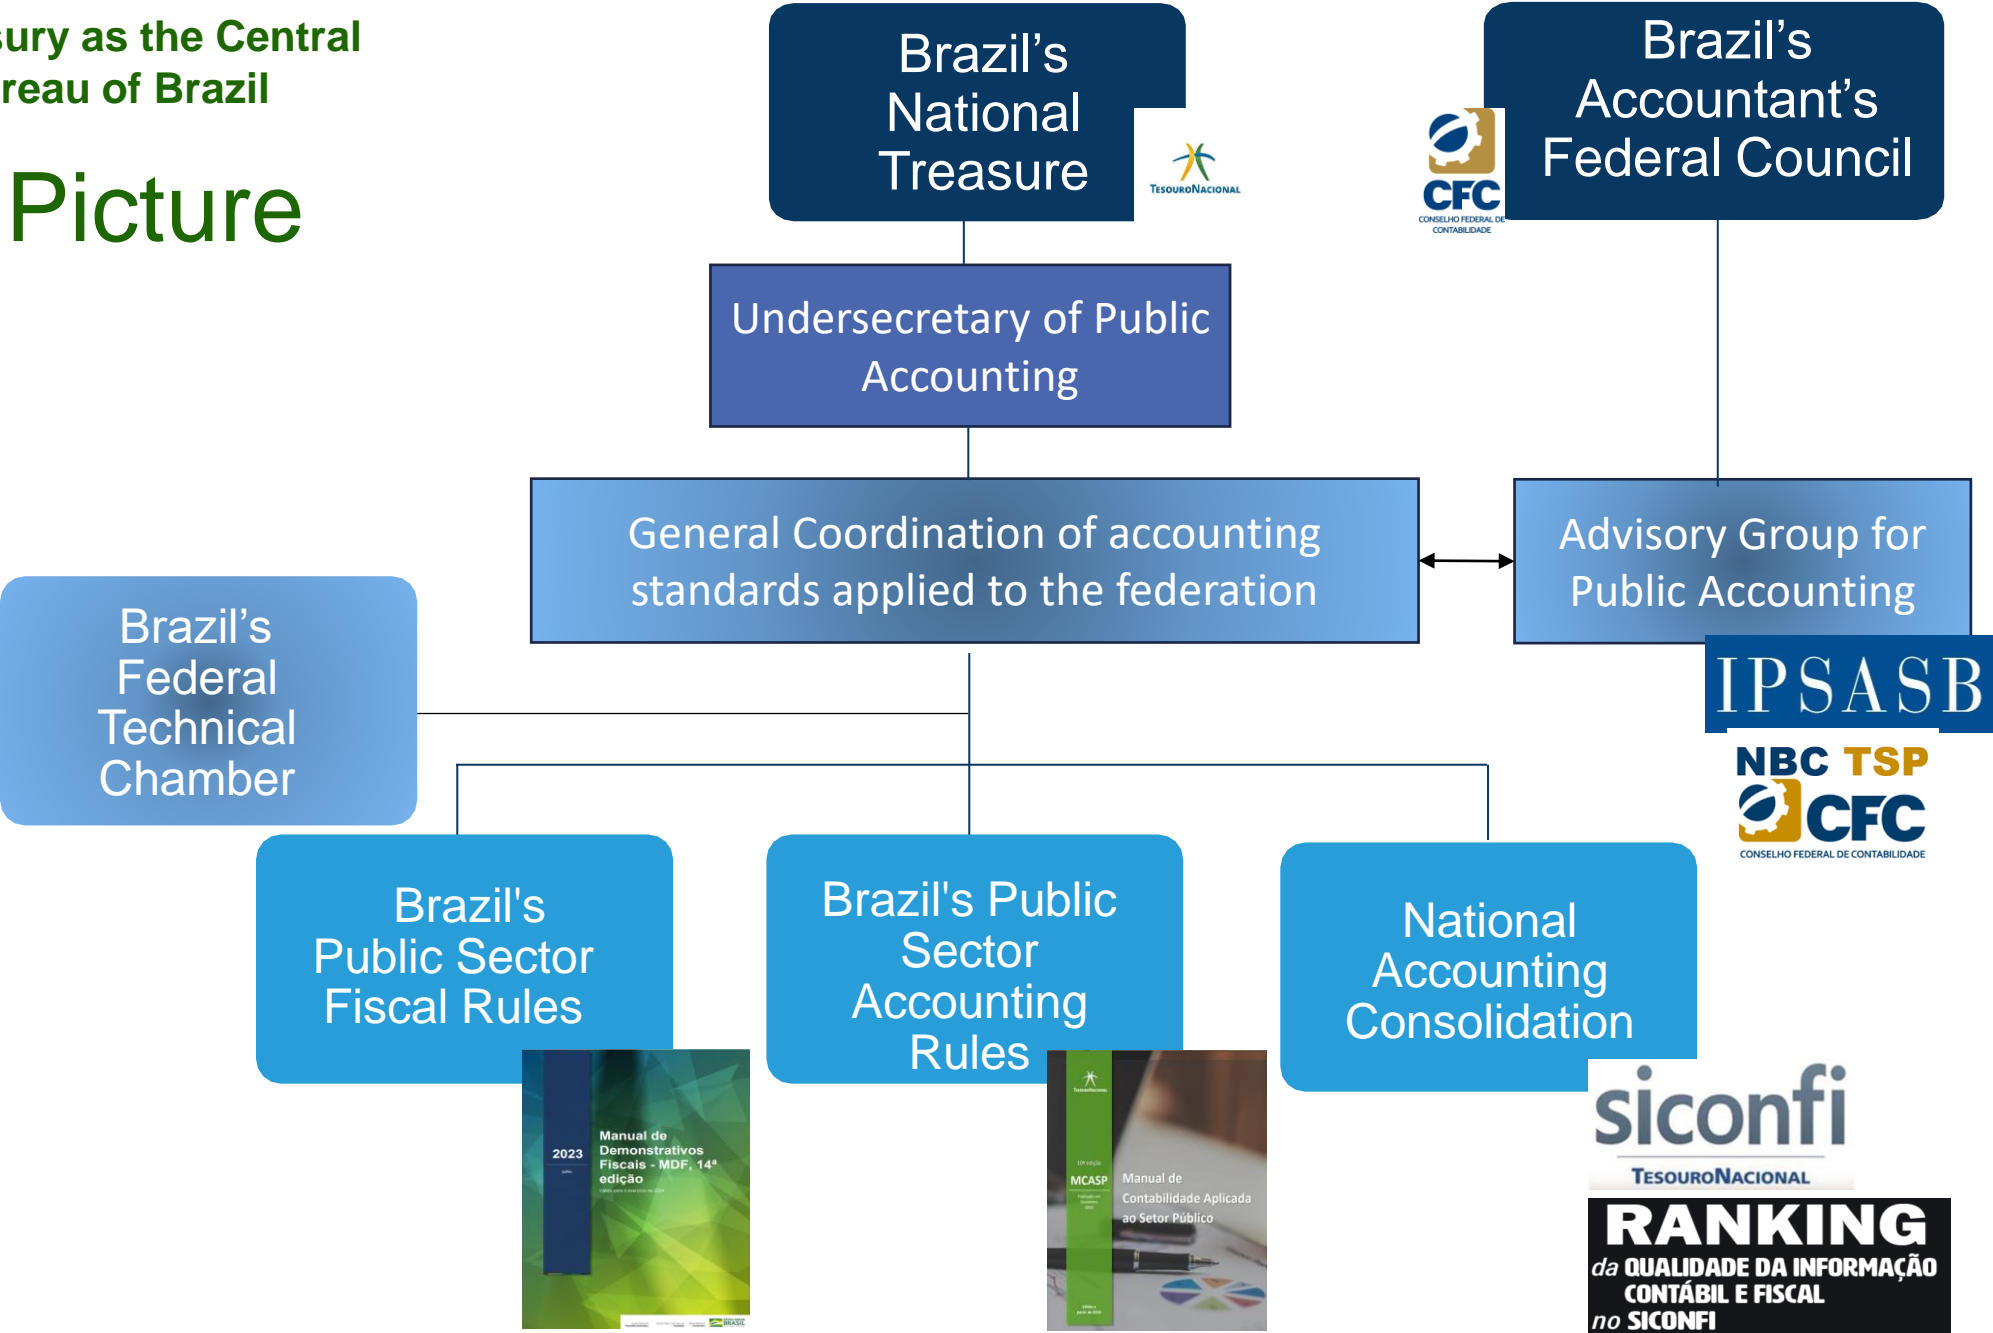 sury as the Central
reau of Brazil
Picture
Brazil’s
National
Treasure
TESOURONACIONAL
Brazil’s
Accountant’s
Federal Council
CFC
CONSELHO FEDERAL DE
CONTABILIDADE
Undersecretary of Public
Accounting
General Coordination of accounting
standards applied to the federation
Advisory Group for
Public Accounting
IPSASB
NBC TSP
CFC
CONSELHO FEDERAL DE CONTABILIDADE
Brazil’s
Federal
Technical
Chamber
Brazil's
Public Sector
Fiscal Rules
2023
Manual de
Demonstrativos
Fiscais - MDF, 14ª
edição
Brazil's Public
Sector
Accounting
Rules
TESOURONACIONAL
10ª edição
MCASP
Manual de
Contabilidade Aplicada
ao Setor Público
National
Accounting
Consolidation
siconfi
TESOURONACIONAL
RANKING
da QUALIDADE DA INFORMAÇÃO
CONTÁBIL E FISCAL
no SICONFI
BRASIL